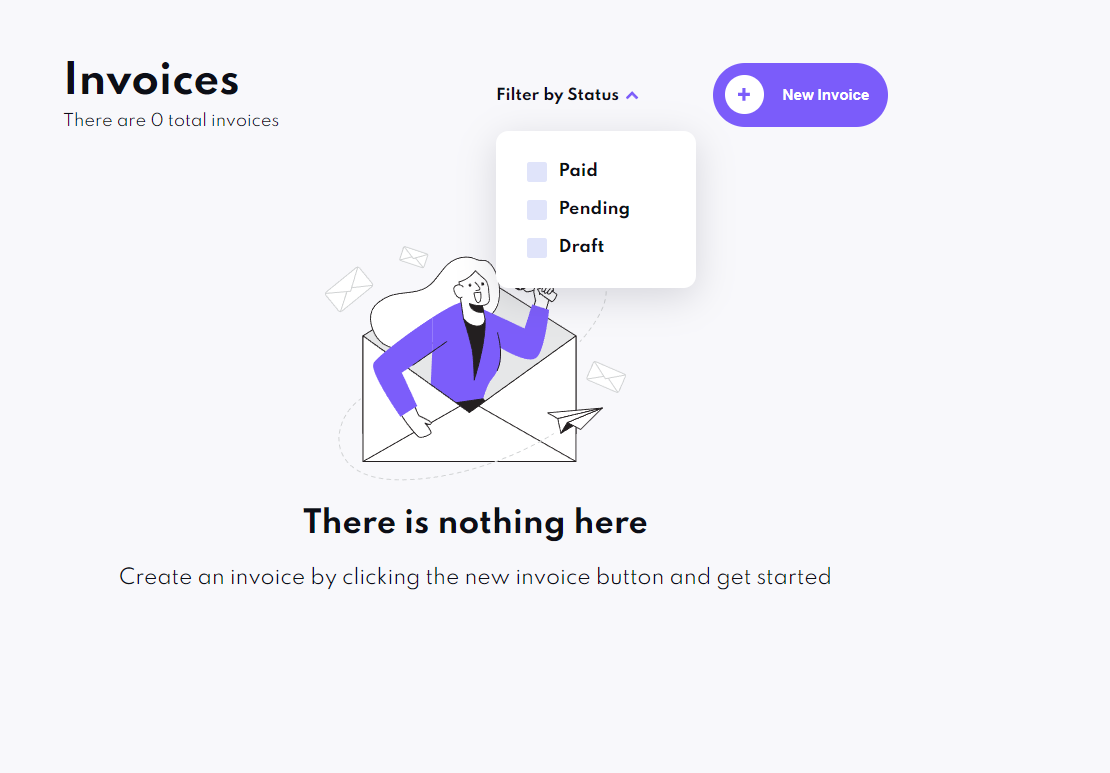 Invoices
There are 0 total invoices
Filter by Status
New Invoice
Paid
Pending
Draft
There is nothing here
Create an invoice by clicking the new invoice button and get started